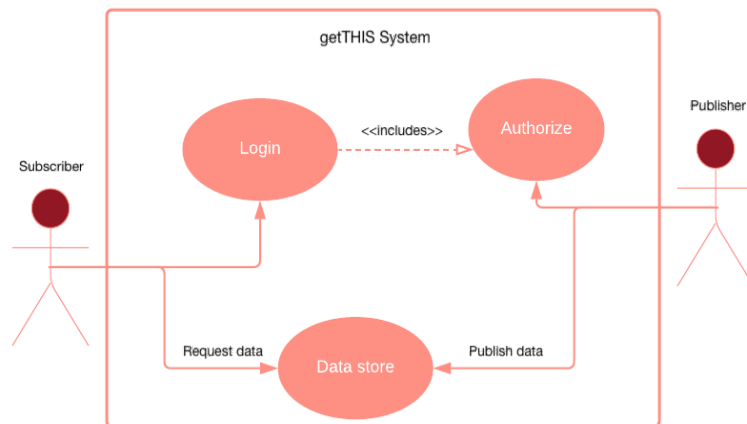 getTHIS System
Publisher
Authorize
<<includes>>
Login
Subscriber
Request data
Publish data
Data store